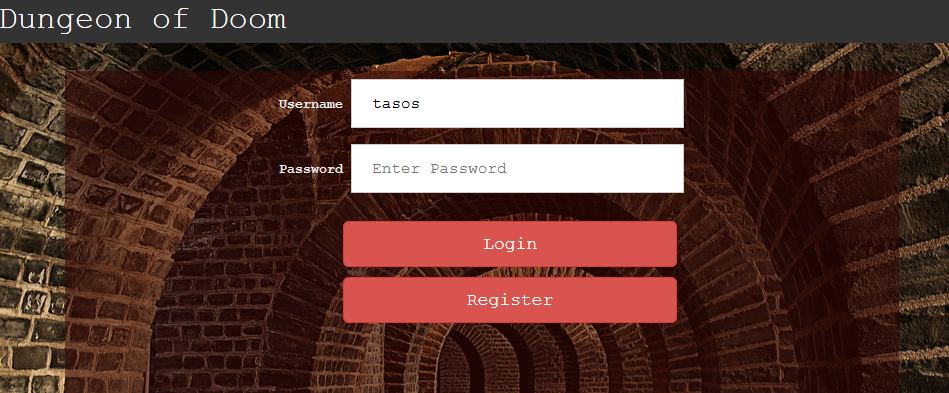 Dungeon of Doom
Username tasos
Password Enter Password
Login
Register